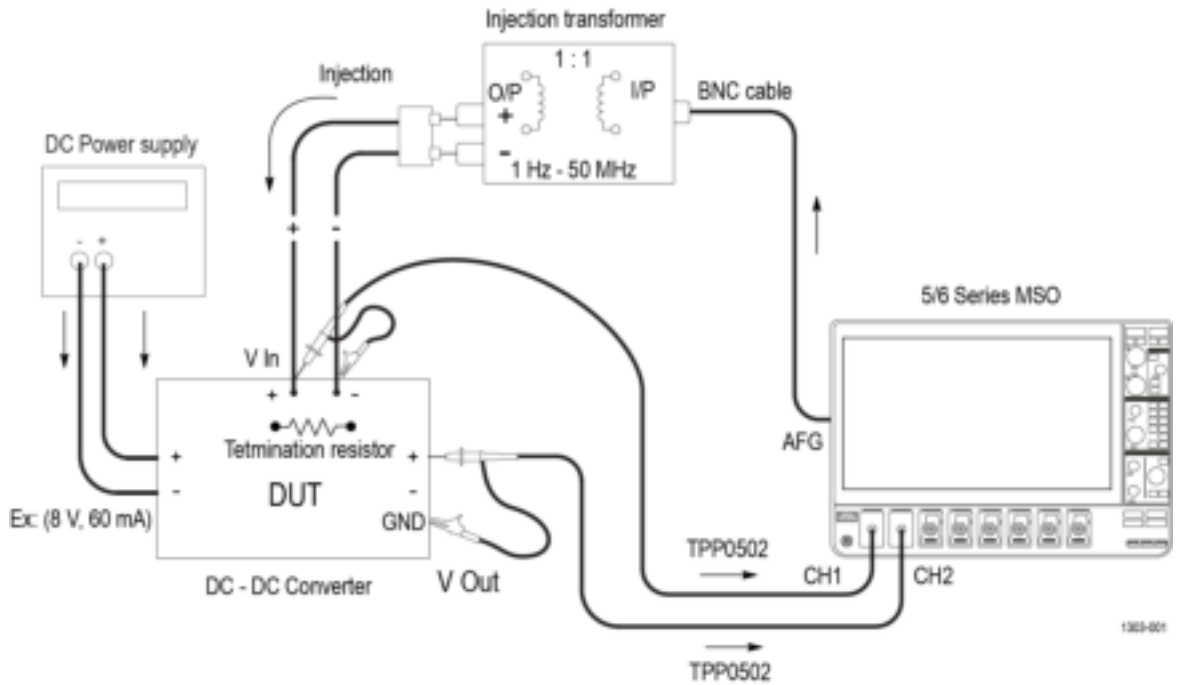 Injection transformer
1 : 1
Injection
O/P
I/P
BNC cable
+
-
1 Hz - 50 MHz
DC Power supply
- +
+ -
5/6 Series MSO
V In
+ -
Tetmination resistor
AFG
+
-
+
-
DUT
Ex: (8 V, 60 mA)
GND
V Out
DC - DC Converter
TPP0502
CH1
CH2
TPP0502
1303-001